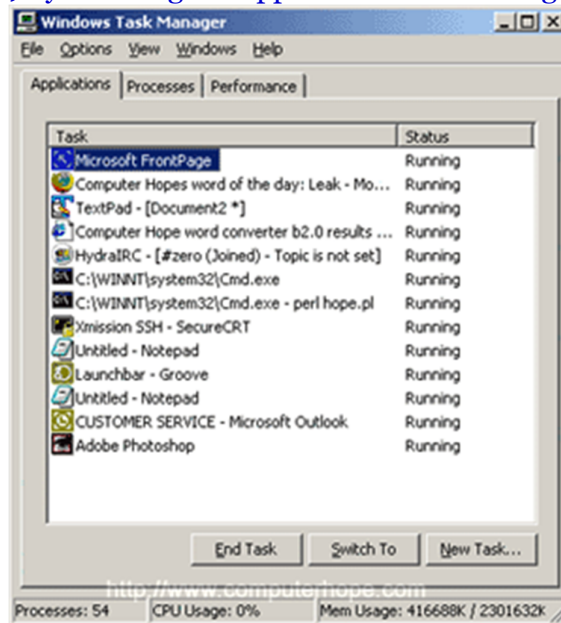 Windows Task Manager
File Options View Windows Help
Applications Processes Performance
Task Status
Microsoft FrontPage Running
Computer Hopes word of the day: Leak - Mo... Running
TextPad - [Document2 *] Running
Computer Hope word converter b2.0 results ... Running
HydraIRC - [#zero (Joined) - Topic is not set] Running
C:\WINNT\system32\Cmd.exe Running
C:\WINNT\system32\Cmd.exe - perl hope.pl Running
Xmission SSH - SecureCRT Running
Untitled - Notepad Running
Launchbar - Groove Running
Untitled - Notepad Running
CUSTOMER SERVICE - Microsoft Outlook Running
Adobe Photoshop Running
End Task Switch To New Task...
http://www.computerhope.com
Processes: 54 CPU Usage: 0% Mem Usage: 416688K / 2301632K